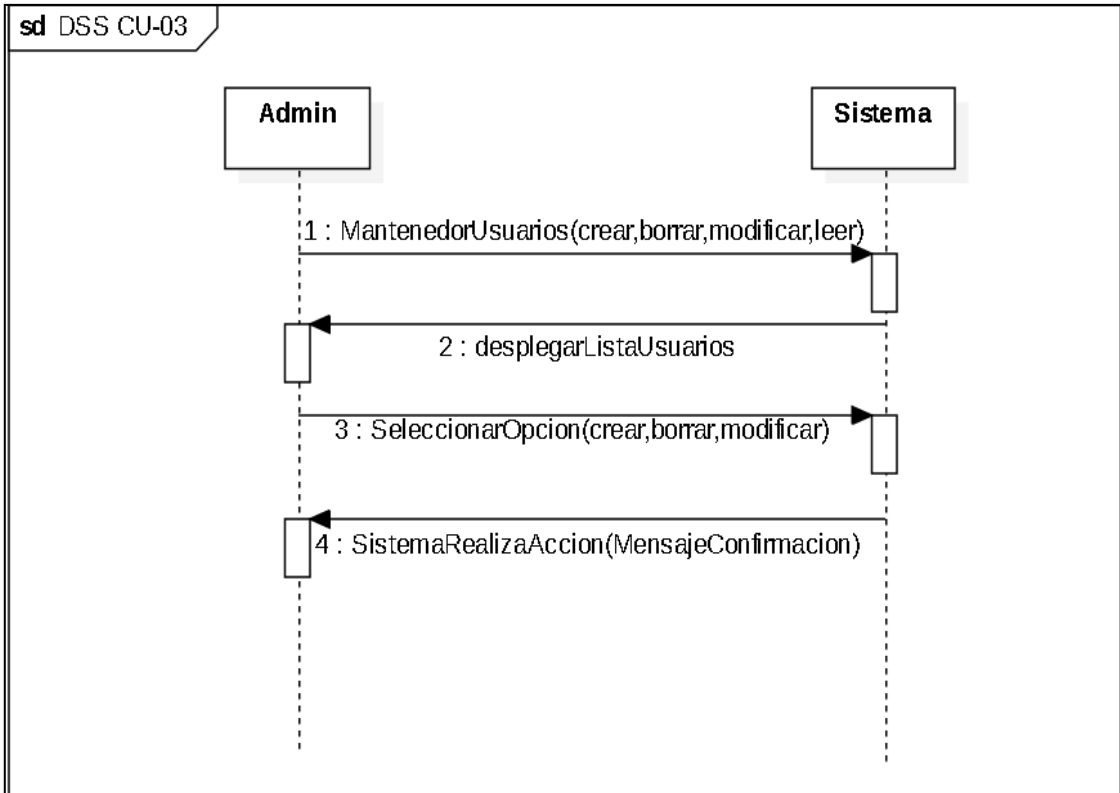 sd DSS CU-03
Admin
Sistema
1 : MantenedorUsuarios(crear,borrar,modificar,leer)
2 : desplegarListaUsuarios
3 : SeleccionarOpcion(crear,borrar,modificar)
4 : SistemaRealizaAccion(MensajeConfirmacion)